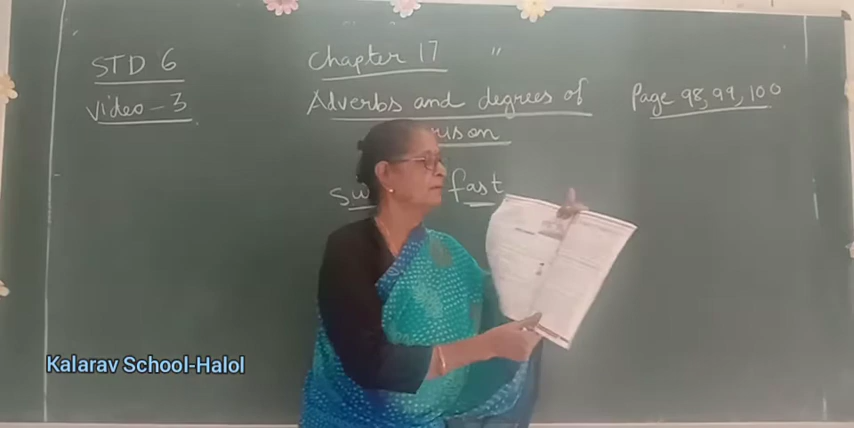 STD 6
Chapter 17 "
Video - 3
Adverbs and degrees of
Page 98, 99, 100
fast
Kalarav School-Halol